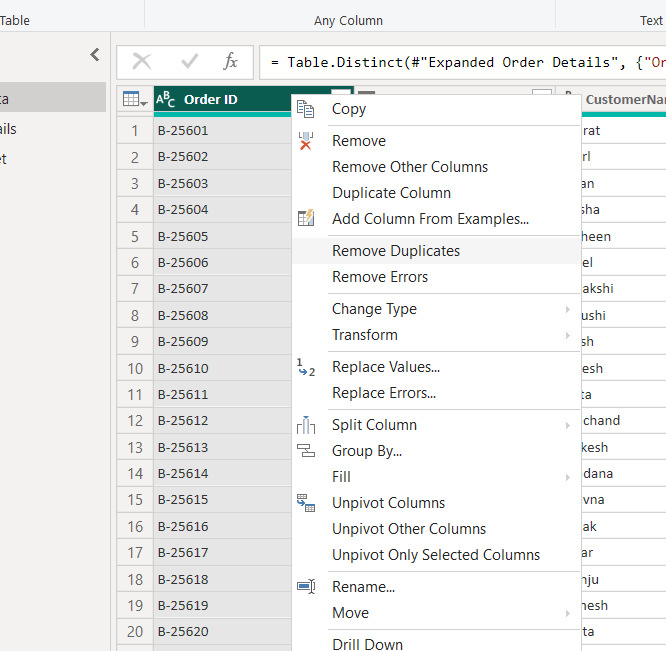 Table Any Column Text
fx = Table.Distinct(#"Expanded Order Details", {"Or
ABC Order ID CustomerNa
1 B-25601
2 B-25602
3 B-25603
4 B-25604
5 B-25605
6 B-25606
7 B-25607
8 B-25608
9 B-25609
10 B-25610
11 B-25611
12 B-25612
13 B-25613
14 B-25614
15 B-25615
16 B-25616
17 B-25617
18 B-25618
19 B-25619
20 B-25620
Copy
Remove
Remove Other Columns
Duplicate Column
Add Column From Examples...
Remove Duplicates
Remove Errors
Change Type
Transform
Replace Values...
Replace Errors...
Split Column
Group By...
Fill
Unpivot Columns
Unpivot Other Columns
Unpivot Only Selected Columns
Rename...
Move
Drill Down
ta
ails
et
rat
rl
an
sha
heen
el
akshi
ushi
sh
esh
ta
chand
kesh
dana
vna
ak
ar
nju
nesh
ta